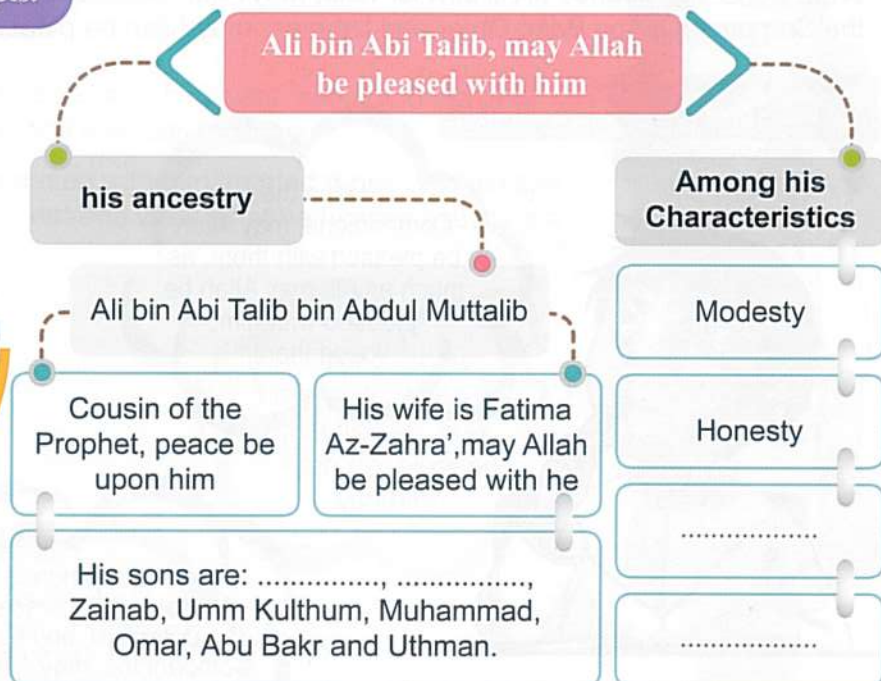 Ali bin Abi Talib, may Allah
be pleased with him
his ancestry
Among his
Characteristics
Ali bin Abi Talib bin Abdul Muttalib
Modesty
Cousin of the
Prophet, peace be
upon him
His wife is Fatima
Az-Zahra',may Allah
be pleased with he
Honesty
..................
His sons are: ................, ................,
Zainab, Umm Kulthum, Muhammad,
Omar, Abu Bakr and Uthman.
..................